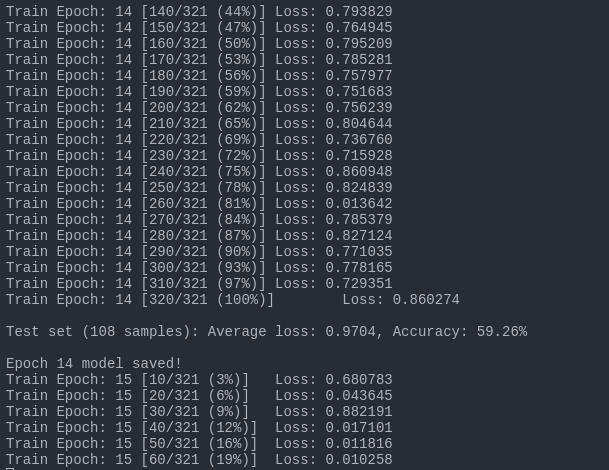 Train Epoch: 14 [140/321 (44%)] Loss: 0.793829
Train Epoch: 14 [150/321 (47%)] Loss: 0.764945
Train Epoch: 14 [160/321 (50%)] Loss: 0.795209
Train Epoch: 14 [170/321 (53%)] Loss: 0.785281
Train Epoch: 14 [180/321 (56%)] Loss: 0.757977
Train Epoch: 14 [190/321 (59%)] Loss: 0.751683
Train Epoch: 14 [200/321 (62%)] Loss: 0.756239
Train Epoch: 14 [210/321 (65%)] Loss: 0.804644
Train Epoch: 14 [220/321 (69%)] Loss: 0.736760
Train Epoch: 14 [230/321 (72%)] Loss: 0.715928
Train Epoch: 14 [240/321 (75%)] Loss: 0.860948
Train Epoch: 14 [250/321 (78%)] Loss: 0.824839
Train Epoch: 14 [260/321 (81%)] Loss: 0.013642
Train Epoch: 14 [270/321 (84%)] Loss: 0.785379
Train Epoch: 14 [280/321 (87%)] Loss: 0.827124
Train Epoch: 14 [290/321 (90%)] Loss: 0.771035
Train Epoch: 14 [300/321 (93%)] Loss: 0.778165
Train Epoch: 14 [310/321 (97%)] Loss: 0.729351
Train Epoch: 14 [320/321 (100%)]        Loss: 0.860274
Test set (108 samples): Average loss: 0.9704, Accuracy: 59.26%
Epoch 14 model saved!
Train Epoch: 15 [10/321 (3%)]   Loss: 0.680783
Train Epoch: 15 [20/321 (6%)]   Loss: 0.043645
Train Epoch: 15 [30/321 (9%)]   Loss: 0.882191
Train Epoch: 15 [40/321 (12%)]  Loss: 0.017101
Train Epoch: 15 [50/321 (16%)]  Loss: 0.011816
Train Epoch: 15 [60/321 (19%)]  Loss: 0.010258